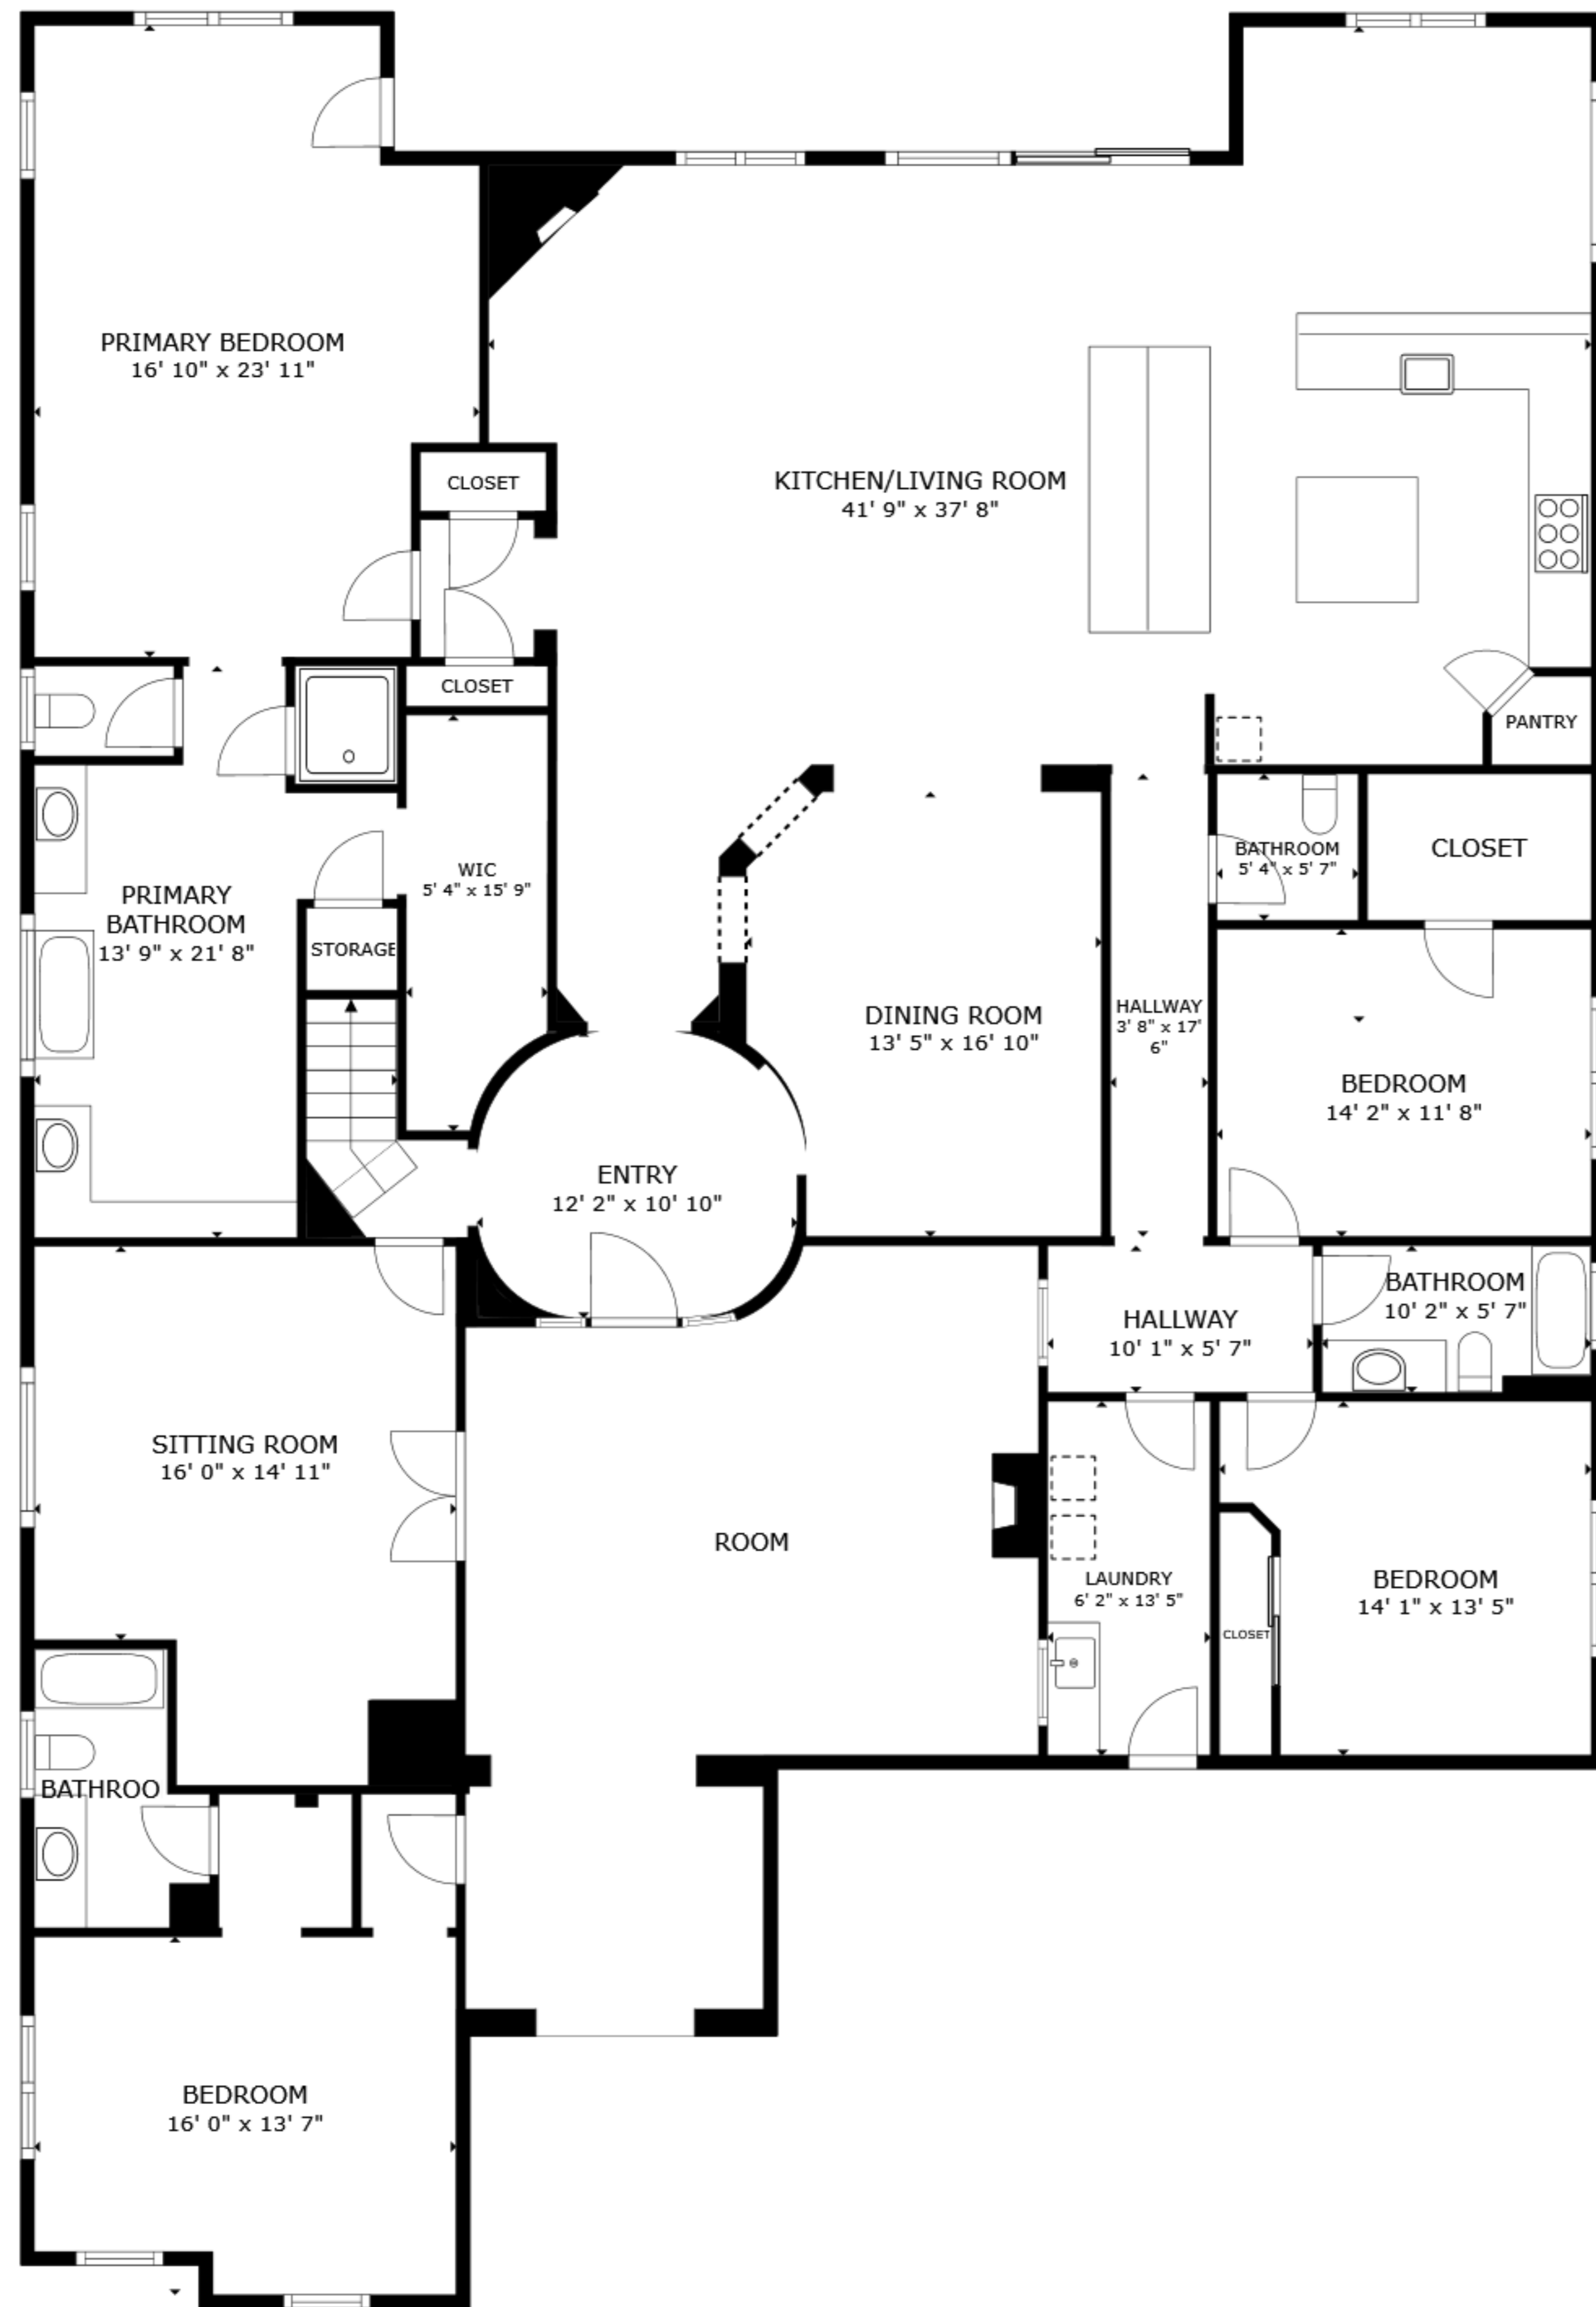 PRIMARY BEDROOM
16' 10" x 23' 11"
CLOSET
KITCHEN/LIVING ROOM
41' 9" x 37' 8"
CLOSET
PANTRY
WIC
5' 4" x 15' 9"
BATHROOM
5' 4" x 5' 7"
CLOSET
PRIMARY
BATHROOM
13' 9" x 21' 8"
STORAGE
DINING ROOM
13' 5" x 16' 10"
HALLWAY
3' 8" x 17'
6"
BEDROOM
14' 2" x 11' 8"
ENTRY
12' 2" x 10' 10"
BATHROOM
10' 2" x 5' 7"
HALLWAY
10' 1" x 5' 7"
SITTING ROOM
16' 0" x 14' 11"
ROOM
LAUNDRY
6' 2" x 13' 5"
BEDROOM
14' 1" x 13' 5"
CLOSET
BATHROO
BEDROOM
16' 0" x 13' 7"